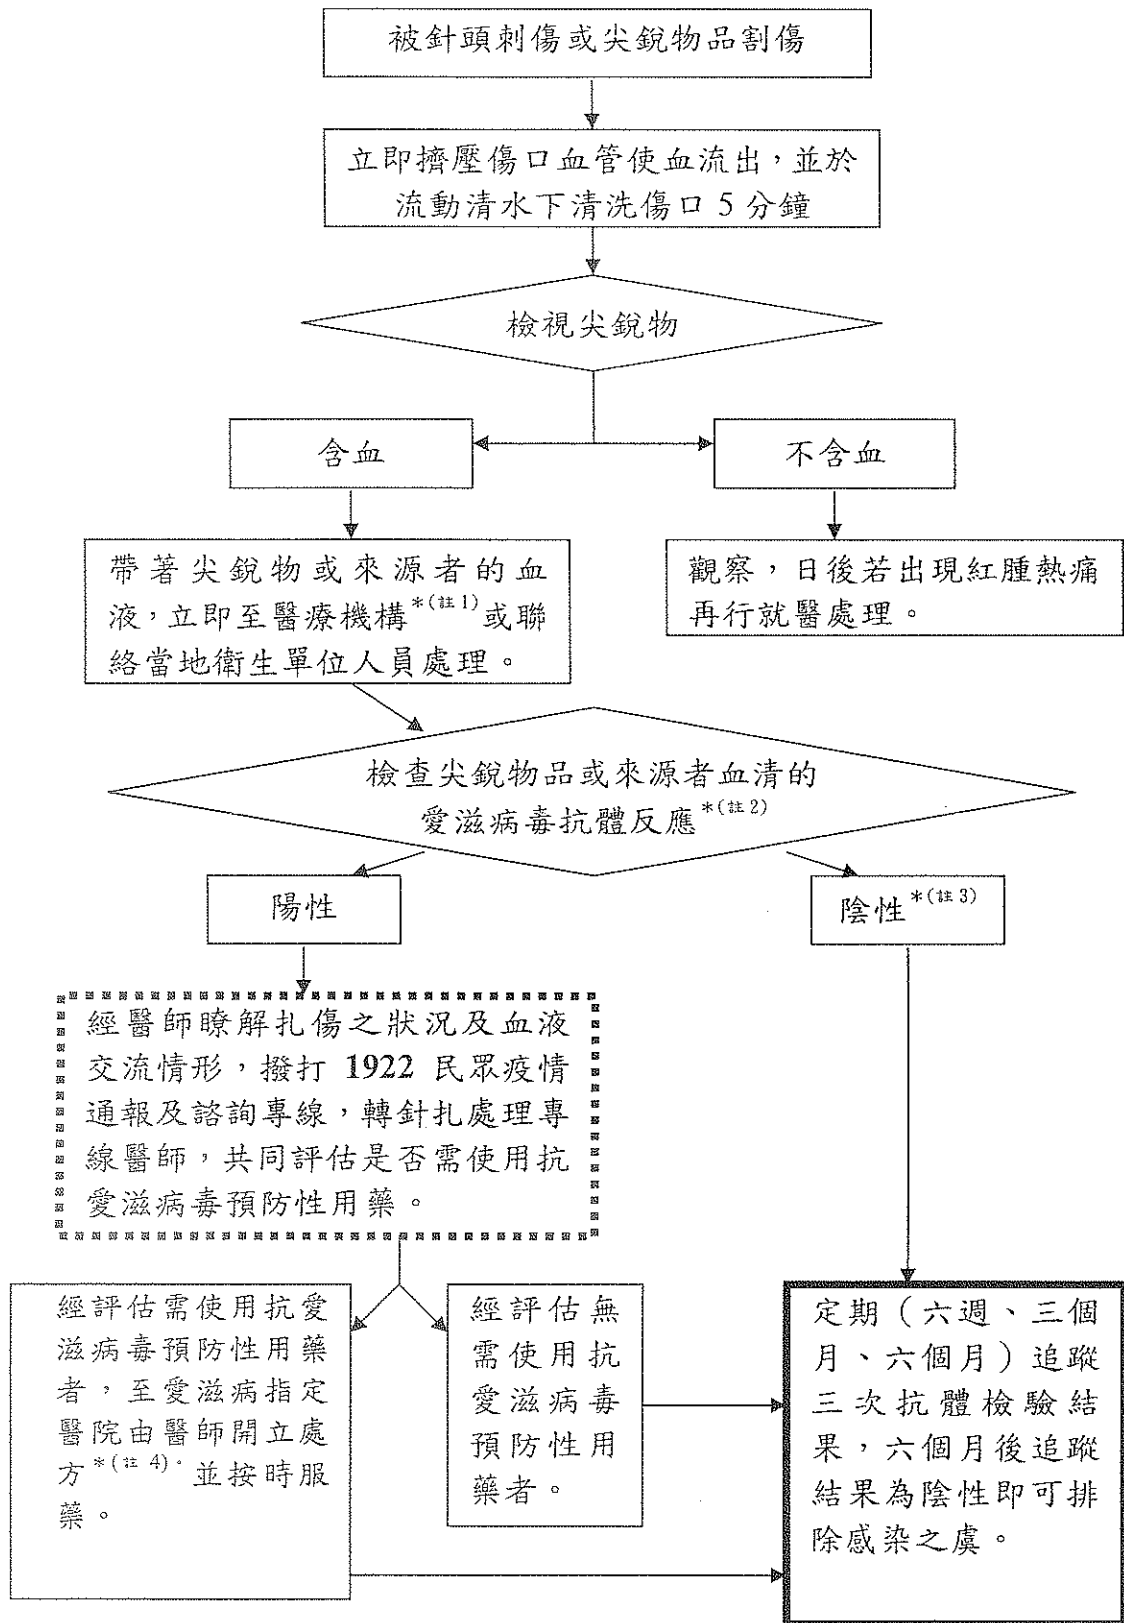 被針頭刺傷或尖銳物品割傷
立即擠壓傷口血管使血流出，並於
流動清水下清洗傷口 5 分鐘
檢視尖銳物
含血
不含血
帶著尖銳物或來源者的血
液，立即至醫療機構*(註 1)或聯
絡當地衛生單位人員處理。
觀察，日後若出現紅腫熱痛
再行就醫處理。
檢查尖銳物品或來源者血清的
愛滋病毒抗體反應*(註 2)
陽性
陰性*(註 3)
經醫師瞭解扎傷之狀況及血液
交流情形，撥打 1922 民眾疫情
通報及諮詢專線，轉針扎處理專
線醫師，共同評估是否需使用抗
愛滋病毒預防性用藥。
經評估需使用抗愛
滋病毒預防性用藥
者，至愛滋病指定
醫院由醫師開立處
方*(註 4)。並按時服
藥。
經評估無
需使用抗
愛滋病毒
預防性用
藥者。
定期（六週、三個
月、六個月）追蹤
三次抗體檢驗結
果，六個月後追蹤
結果為陰性即可排
除感染之虞。